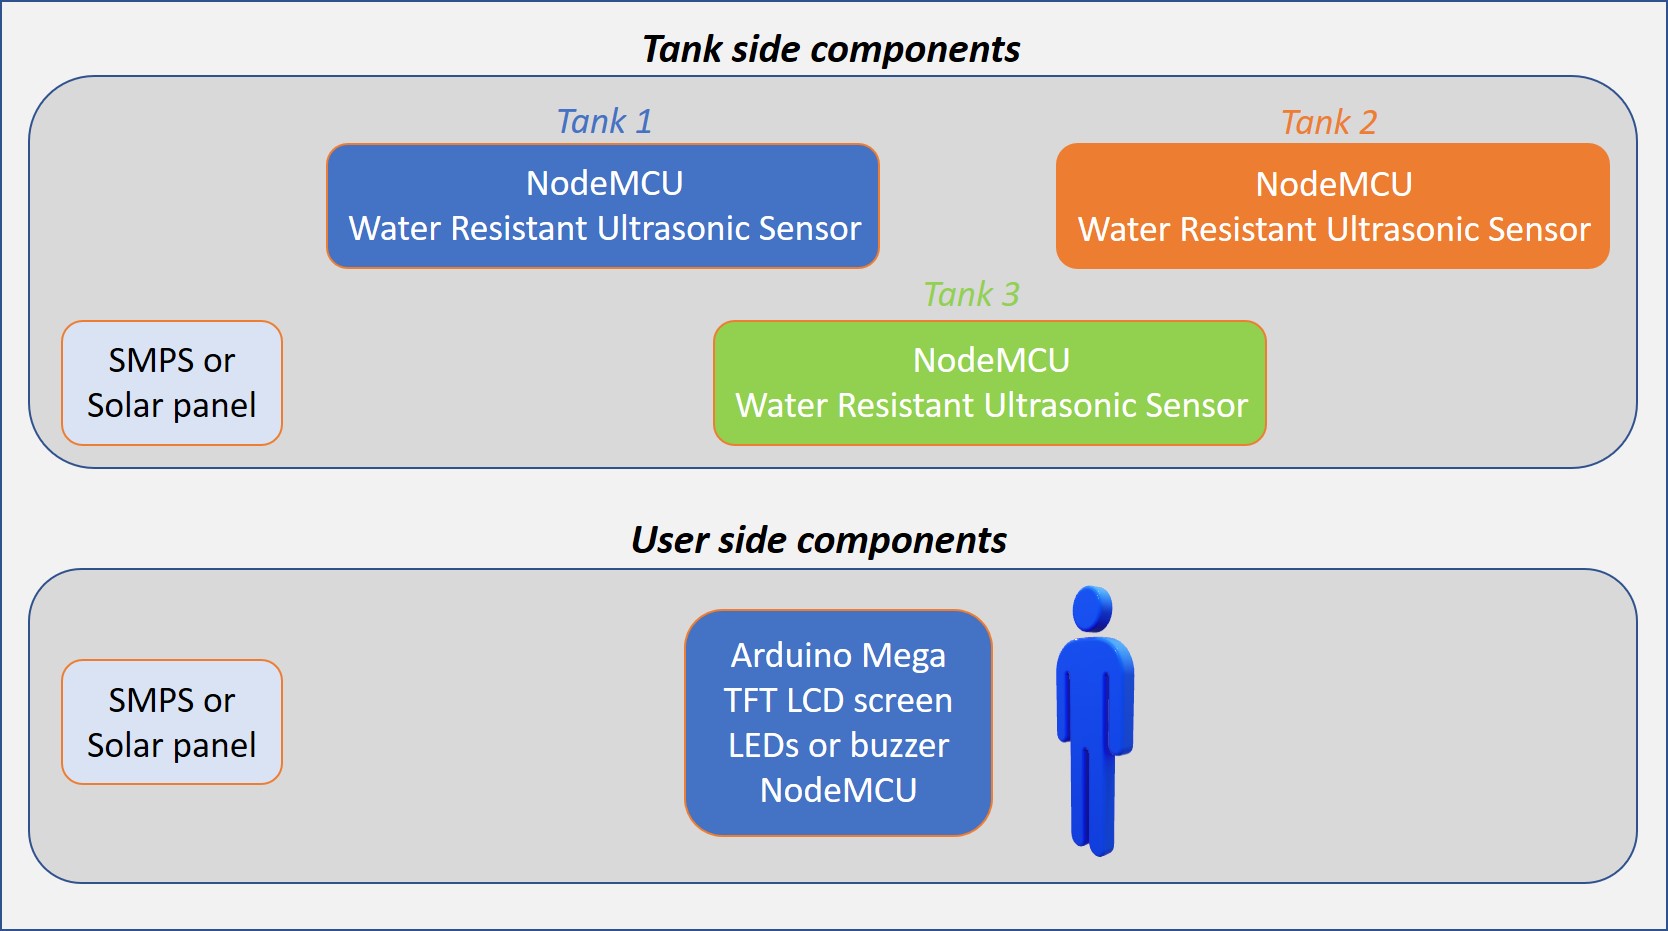 Tank side components
Tank 1
Tank 2
NodeMCU
Water Resistant Ultrasonic Sensor
NodeMCU
Water Resistant Ultrasonic Sensor
Tank 3
SMPS or
Solar panel
NodeMCU
Water Resistant Ultrasonic Sensor
User side components
SMPS or
Solar panel
Arduino Mega
TFT LCD screen
LEDs or buzzer
NodeMCU